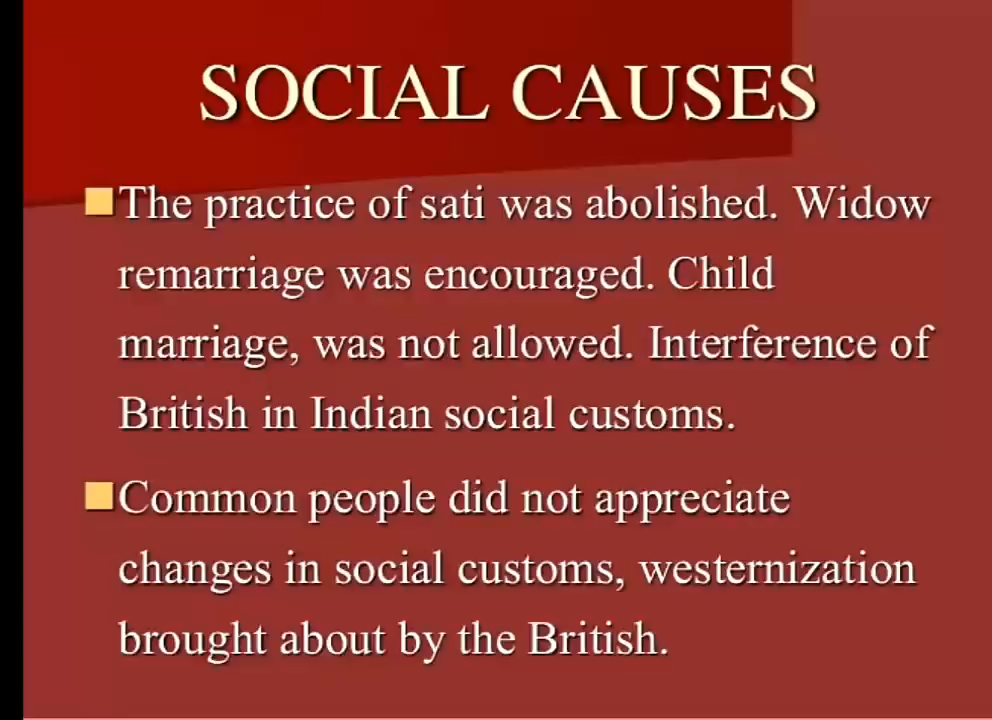 SOCIAL CAUSES
The practice of sati was abolished. Widow
remarriage was encouraged. Child
marriage, was not allowed. Interference of
British in Indian social customs.
Common people did not appreciate
changes in social customs, westernization
brought about by the British.